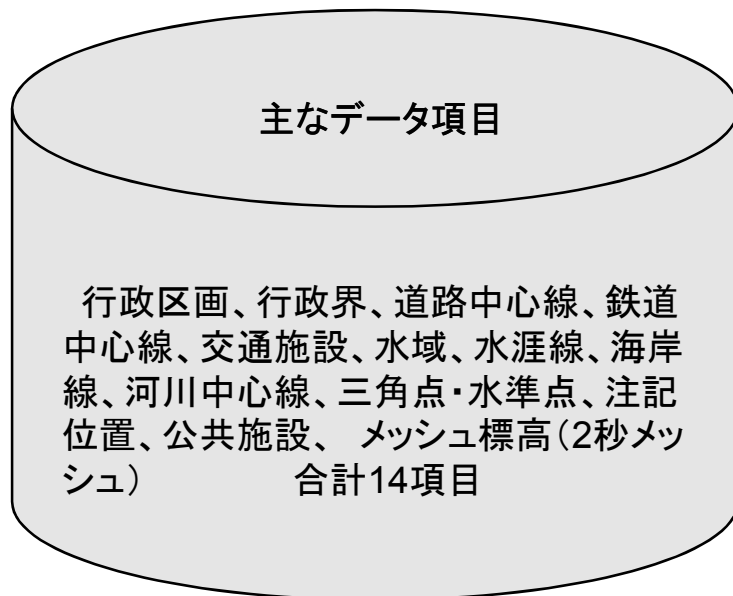 主なデータ項目
行政区画、行政界、道路中心線、鉄道
中心線、交通施設、水域、水涯線、海岸
線、河川中心線、三角点・水準点、注記
位置、公共施設、 メッシュ標高(2秒メッ
シュ) 合計14項目